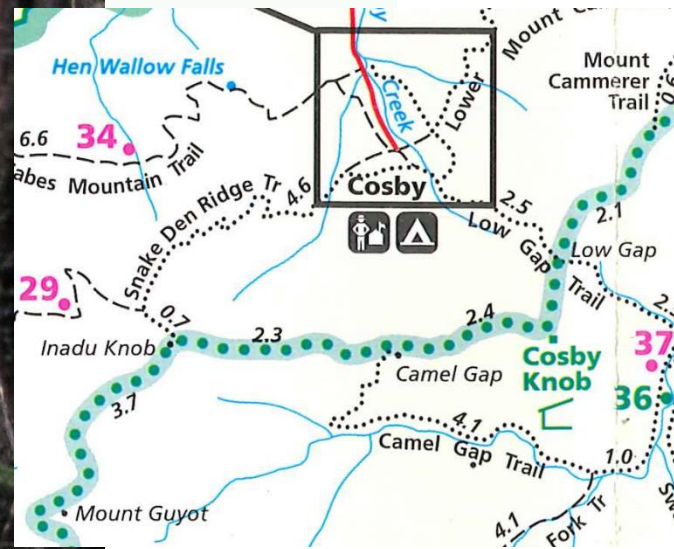 Hen Wallow Falls
Creek
Lower
Mount
Mount
Cammerer
Trail
0.6
34
6.6
Mountain Trail
Snake Den Ridge Tr
4.6
Cosby
2.5
Low Gap Trail
2.1
Low Gap
29
0.7
2.3
2.4
Inadu Knob
Camel Gap
Cosby
Knob
37
36
3.7
4.1
Camel Gap Trail
1.0
Mount Guyot
4.1
Fork Tr